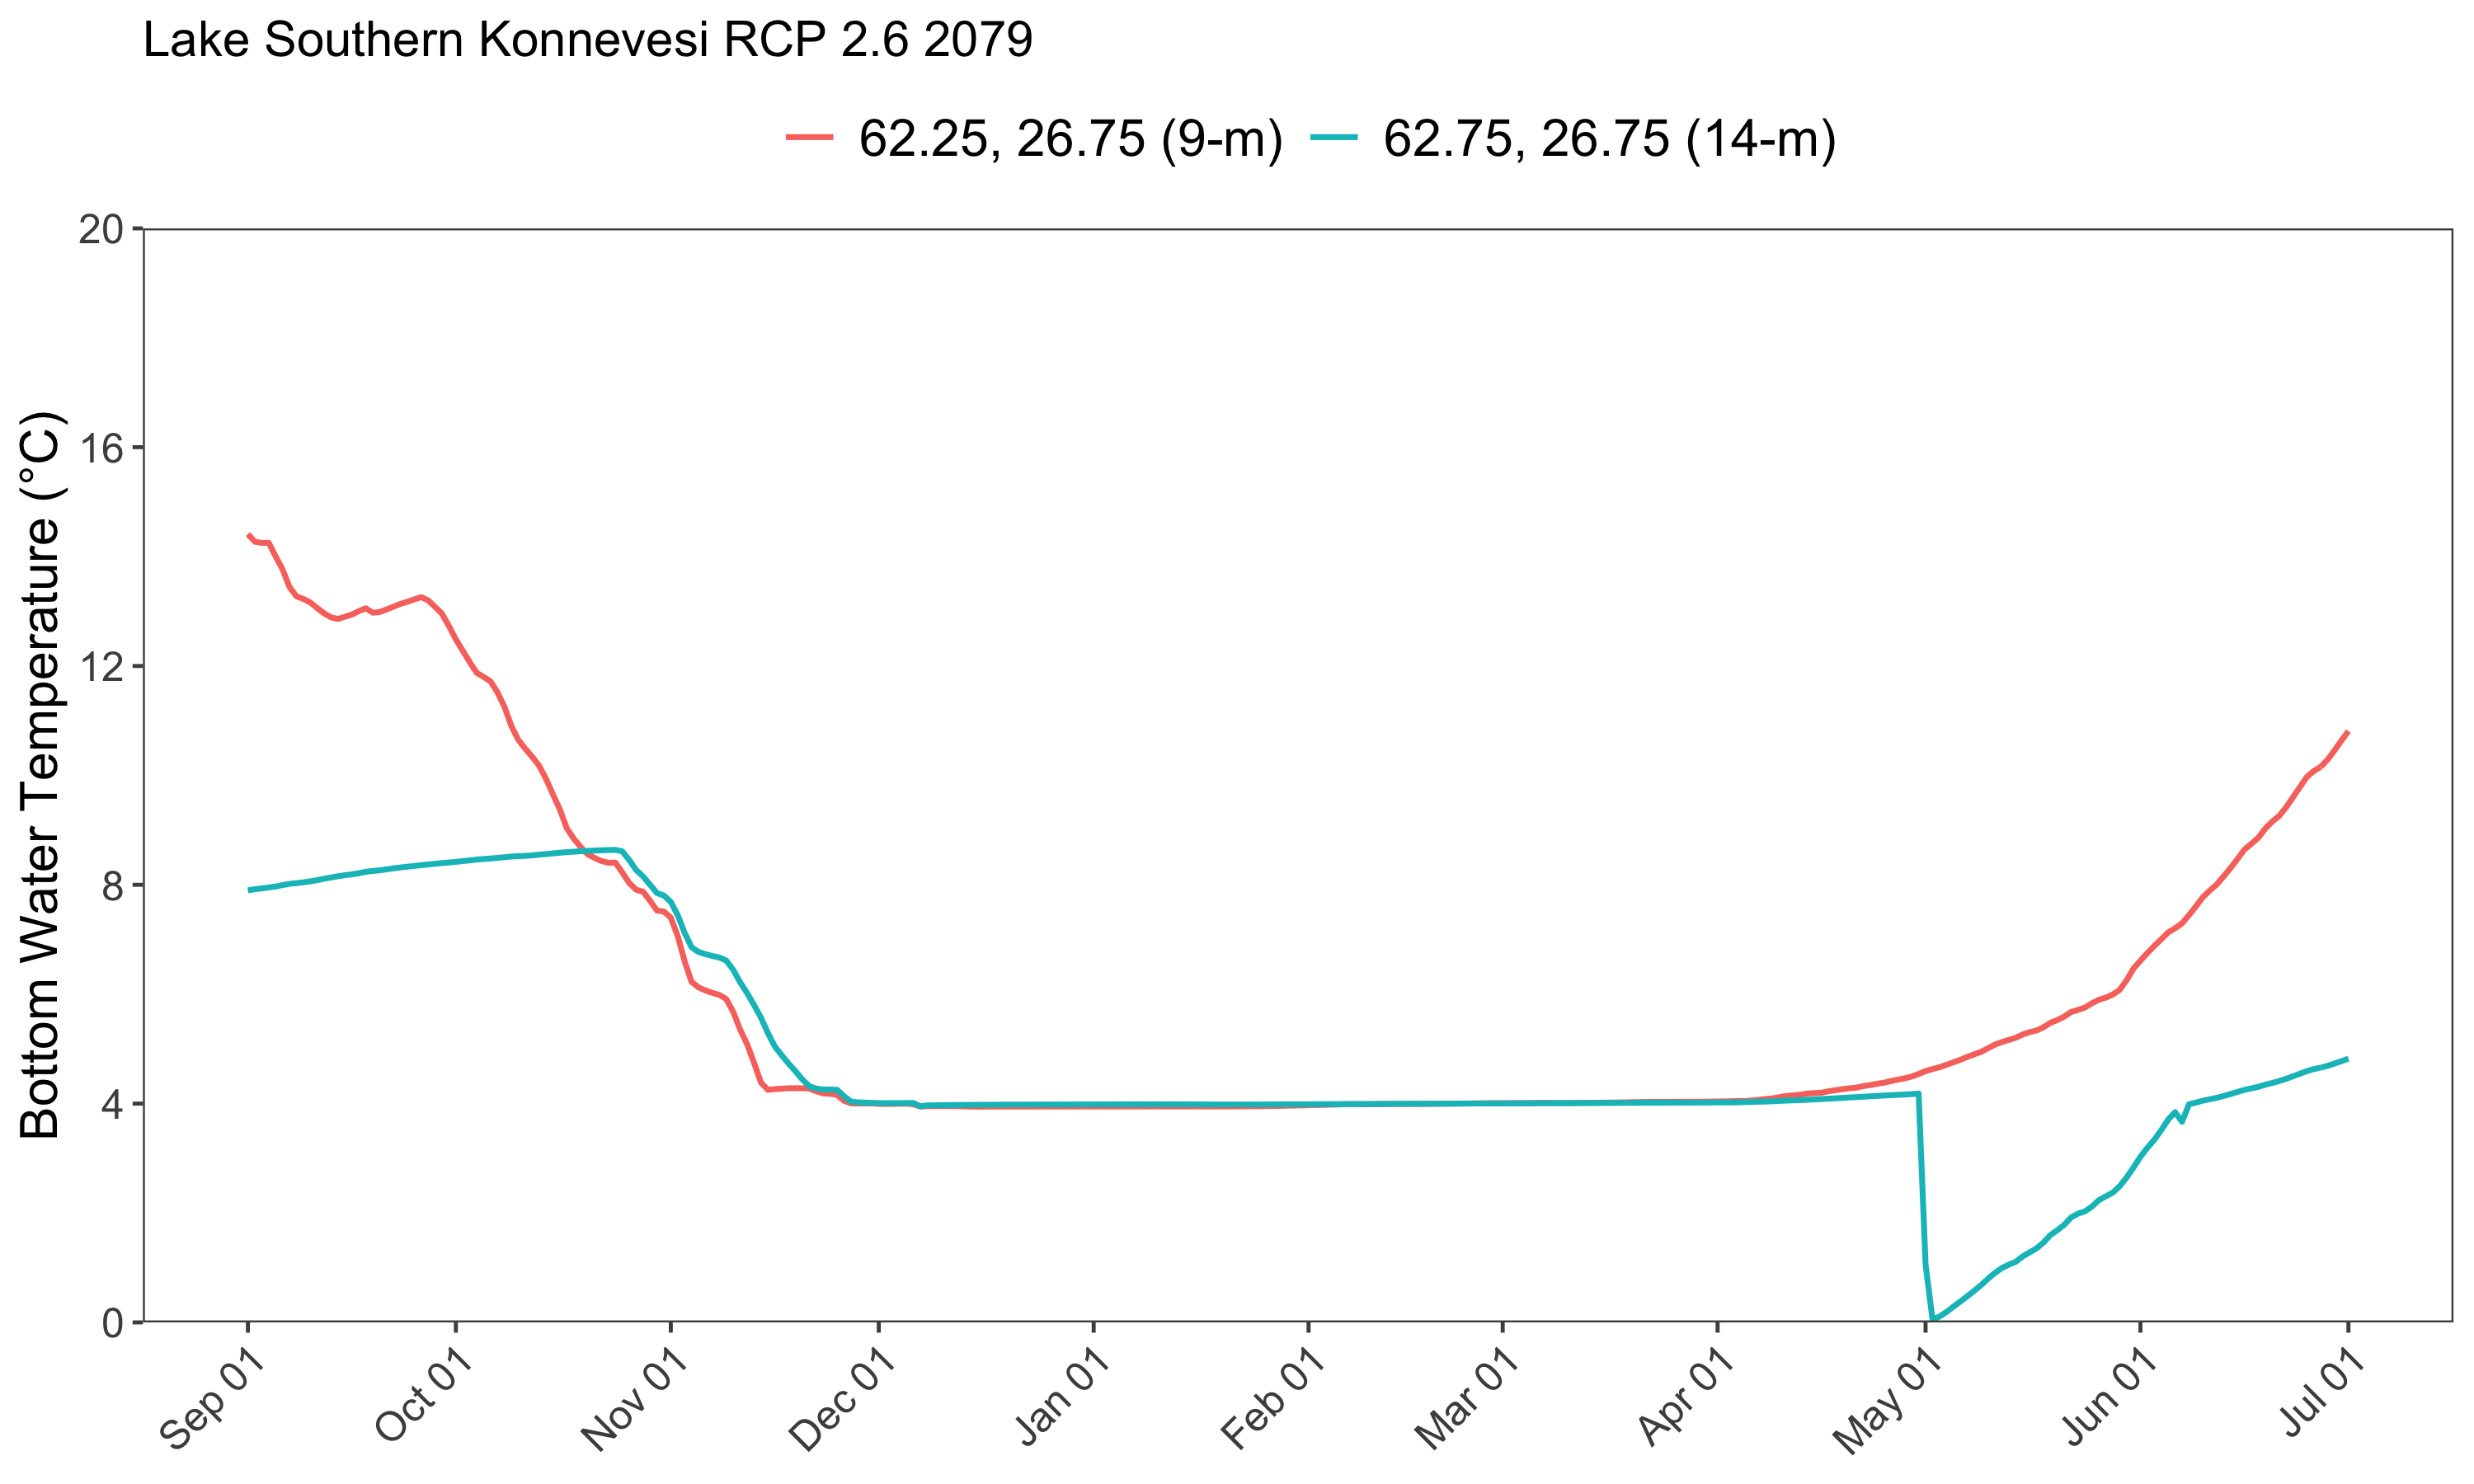 Lake Southern Konnevesi RCP 2.6 2079
62.25, 26.75 (9-m) 62.75, 26.75 (14-m)
Bottom Water Temperature (°C)
20
16
12
8
4
0
Sep 01 Oct 01 Nov 01 Dec 01 Jan 01 Feb 01 Mar 01 Apr 01 May 01 Jun 01 Jul 01